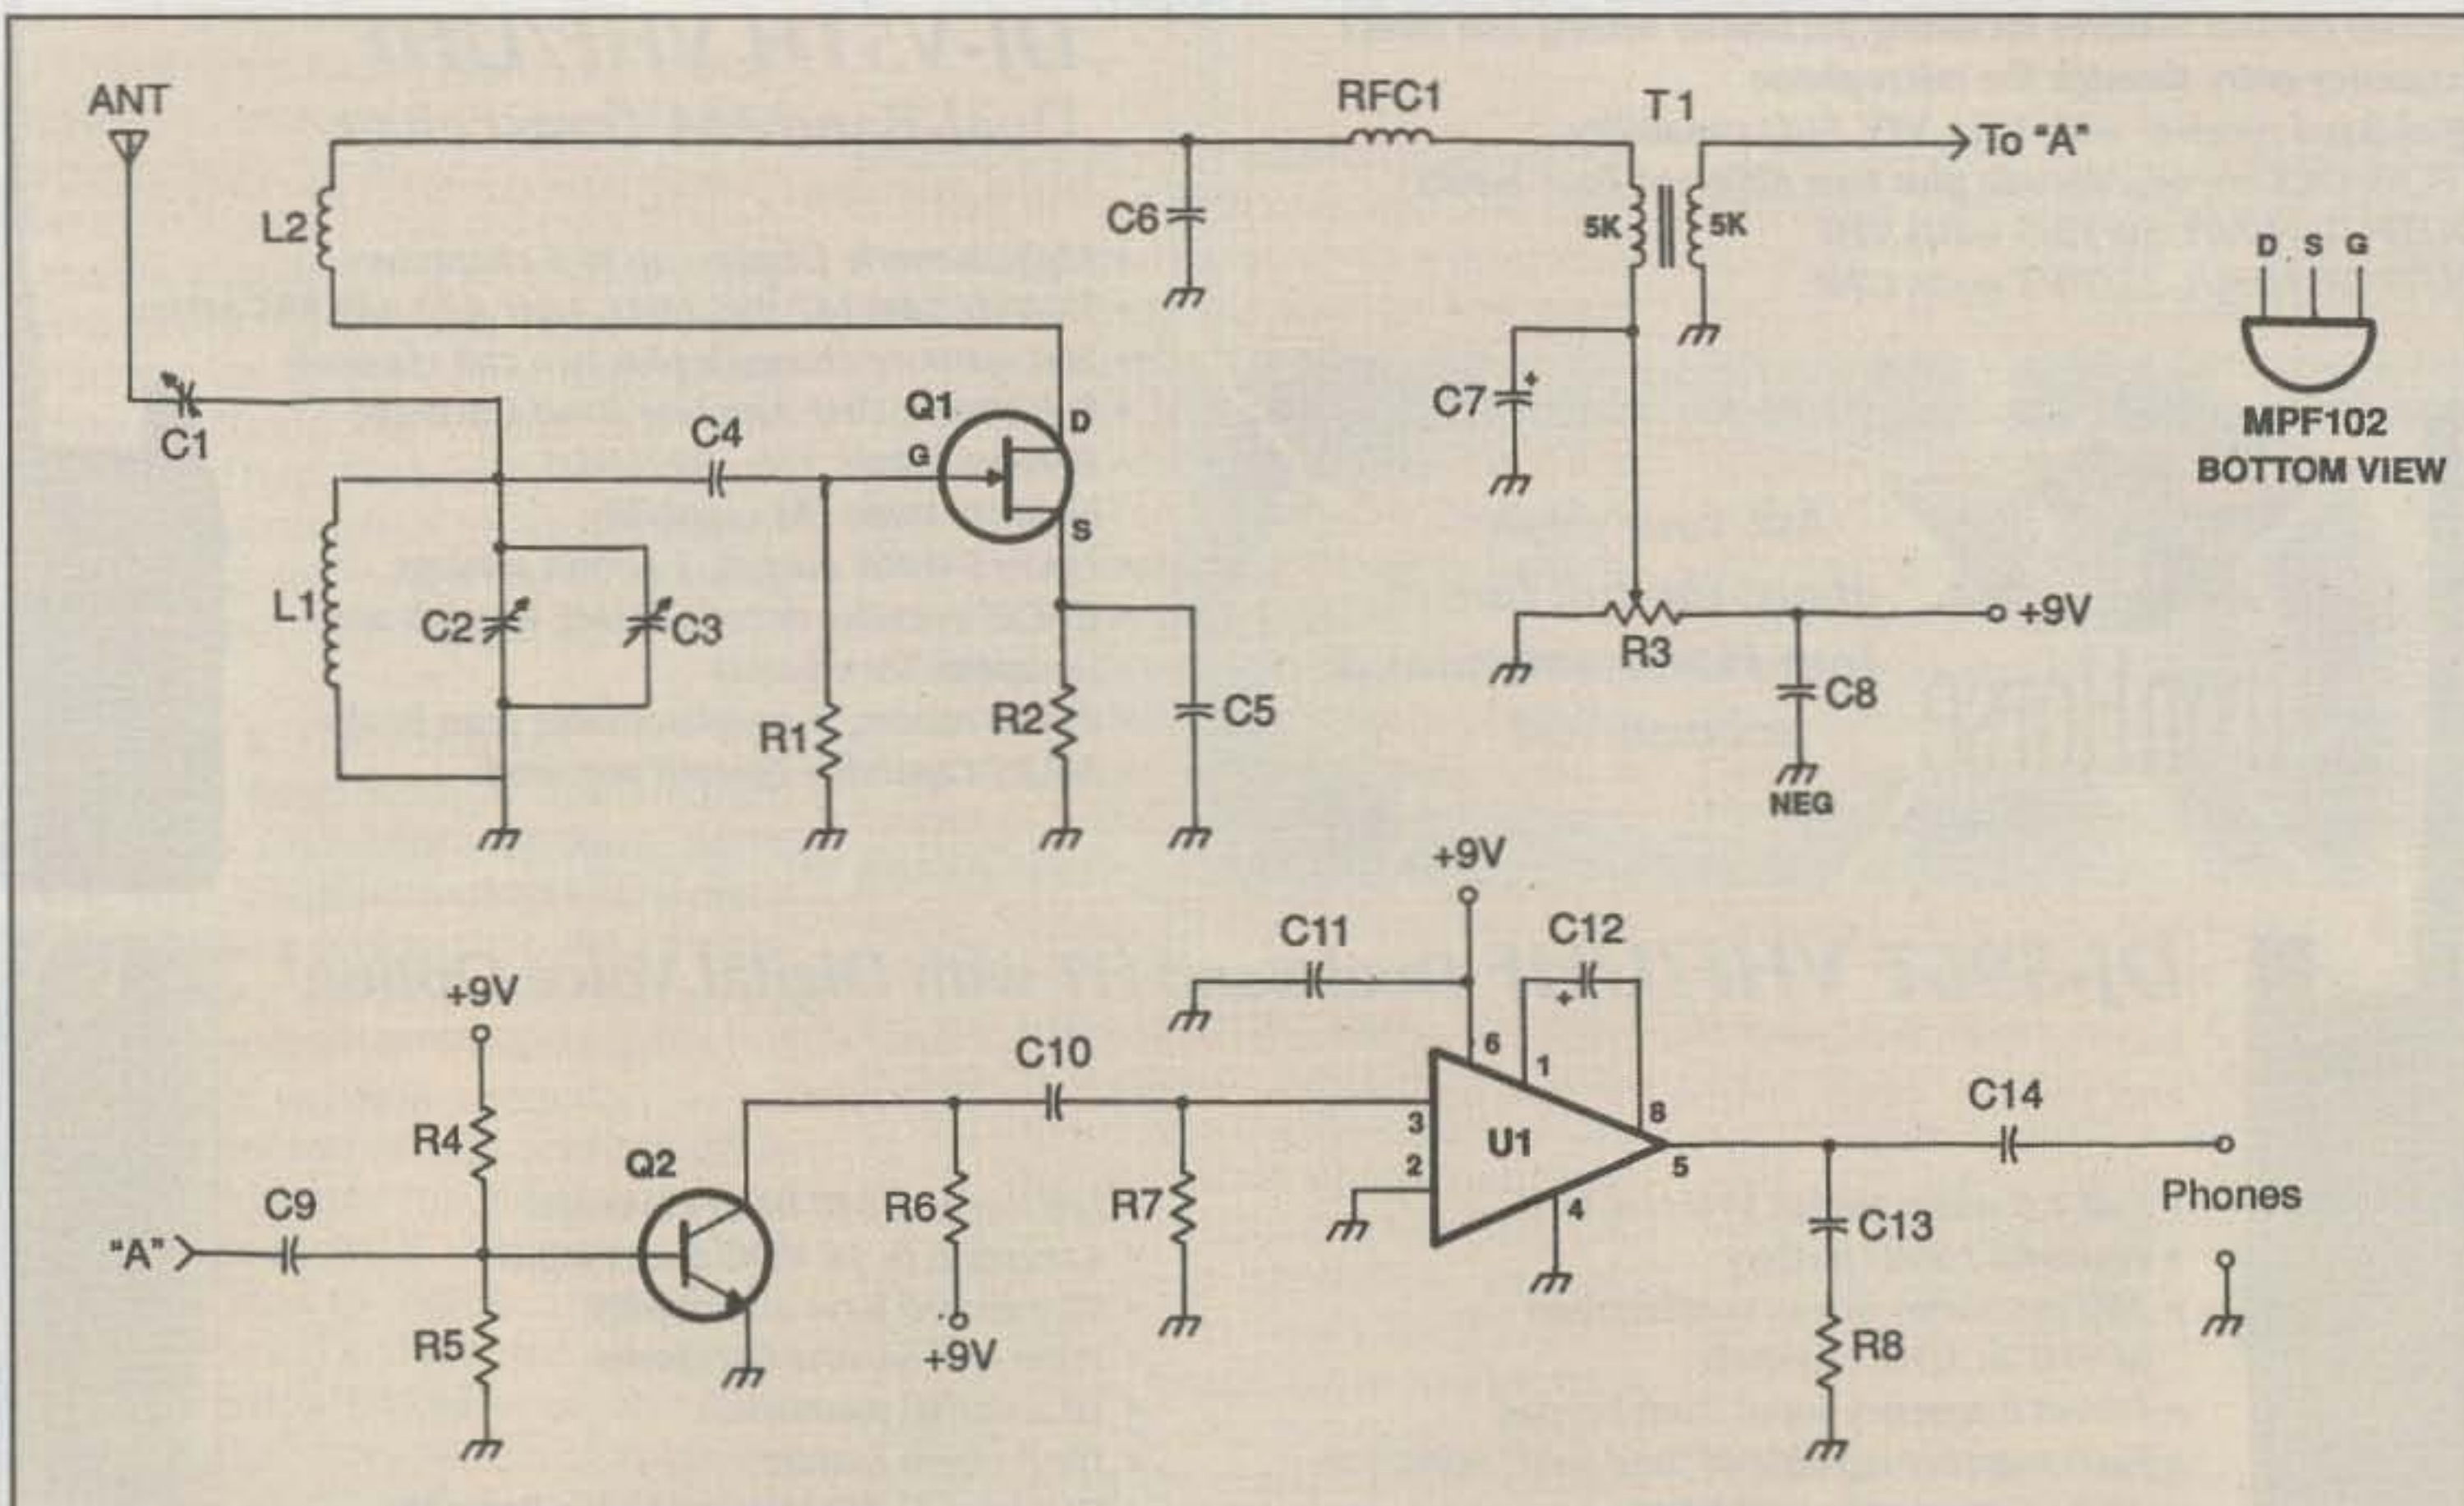 ANT
RFC1
T1
To "A"
L2
C6
5K
5K
D S G
C7
+
MPF102
BOTTOM VIEW
C1
C4
Q1
G
D
S
L1
C2
C3
R3
+9V
R1
R2
C5
C8
NEG
+9V
C11
C12
+
+9V
C10
6
1
C14
R4
Q2
3
2
U1
8
5
4
C9
"A"
R6
R7
Phones
C13
R5
+9V
R8